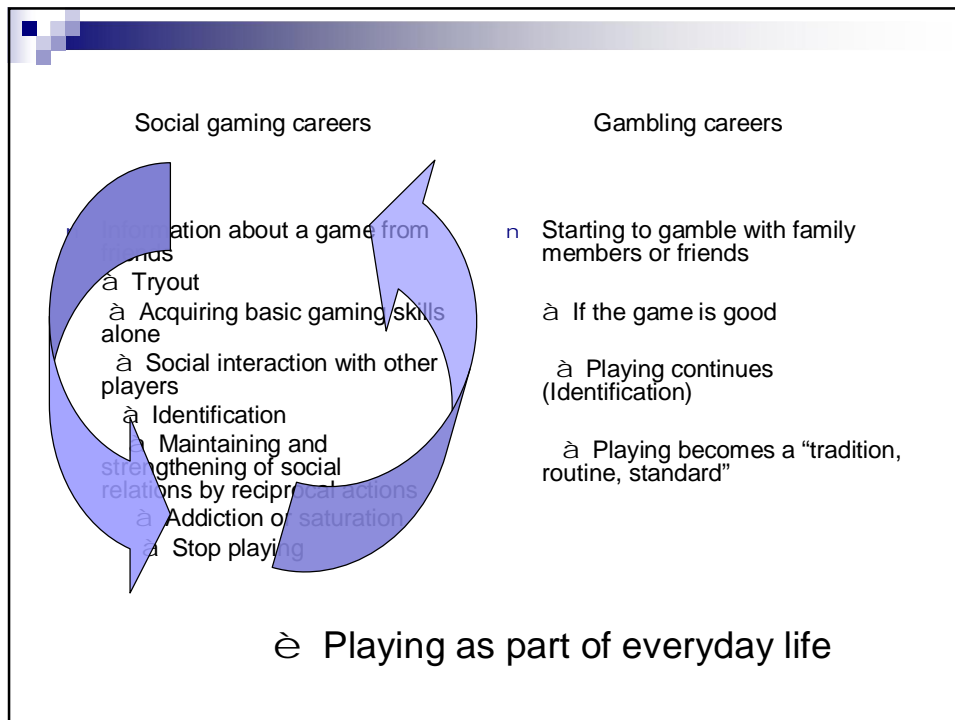 Social gaming careers
n Information about a game from
friends
à Tryout
à Acquiring basic gaming skills
alone
à Social interaction with other
players
à Identification
à Maintaining and
strengthening of social
relations by reciprocal actions
à Addiction or saturation
à Stop playing
Gambling careers
n Starting to gamble with family
members or friends
à If the game is good
à Playing continues
(Identification)
à Playing becomes a “tradition,
routine, standard”
è Playing as part of everyday life